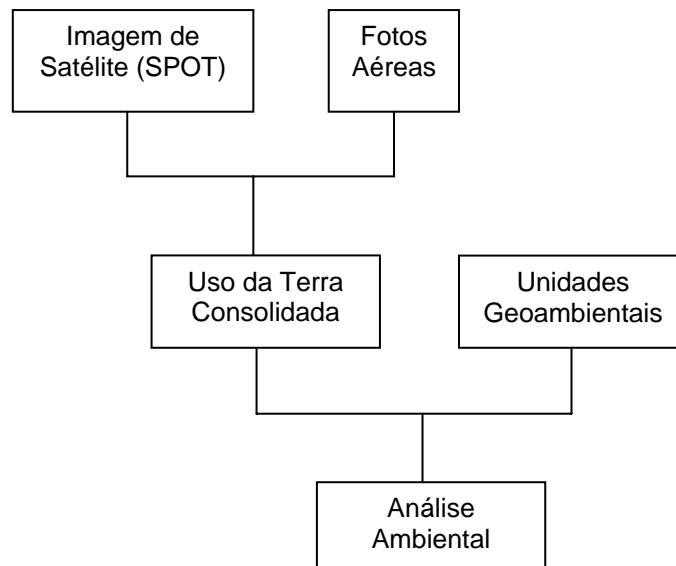 Imagem de
Satélite (SPOT)
Fotos
Aéreas
Uso da Terra
Consolidada
Unidades
Geoambientais
Análise
Ambiental